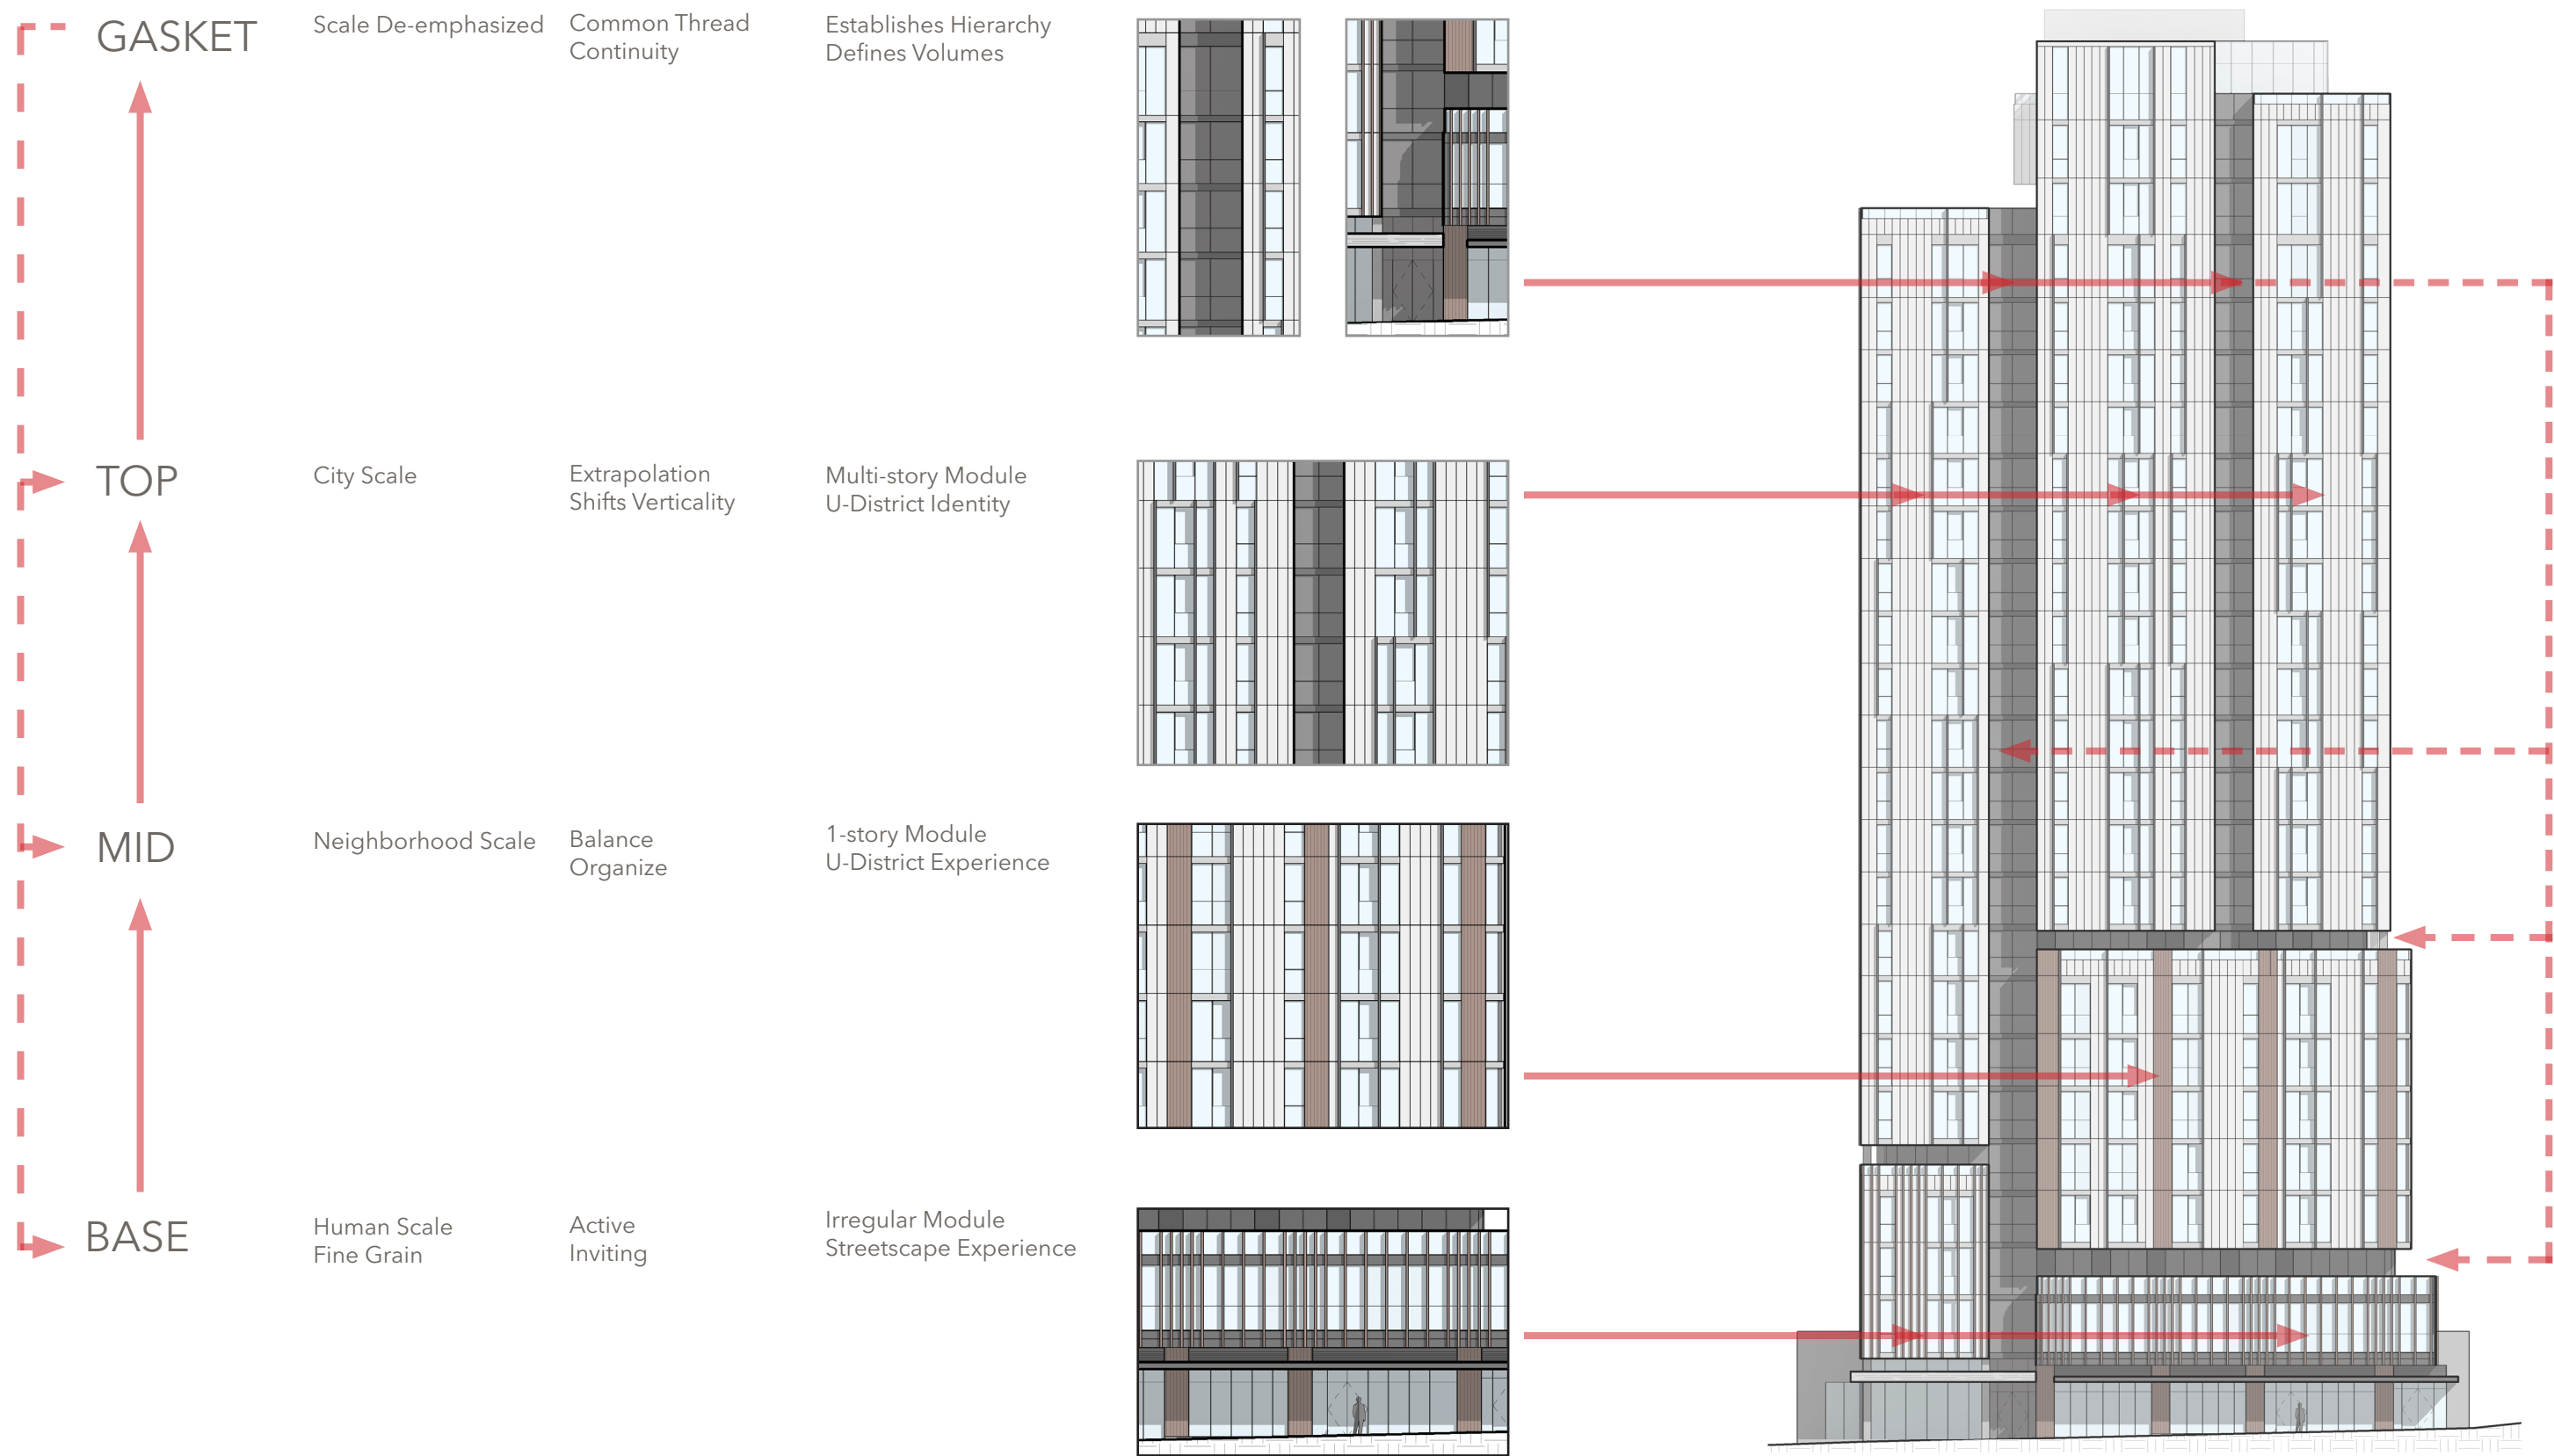 GASKET
Scale De-emphasized
Common Thread
Continuity
Establishes Hierarchy
Defines Volumes
TOP
City Scale
Extrapolation
Shifts Verticality
Multi-story Module
U-District Identity
MID
Neighborhood Scale
Balance
Organize
1-story Module
U-District Experience
BASE
Human Scale
Fine Grain
Active
Inviting
Irregular Module
Streetscape Experience